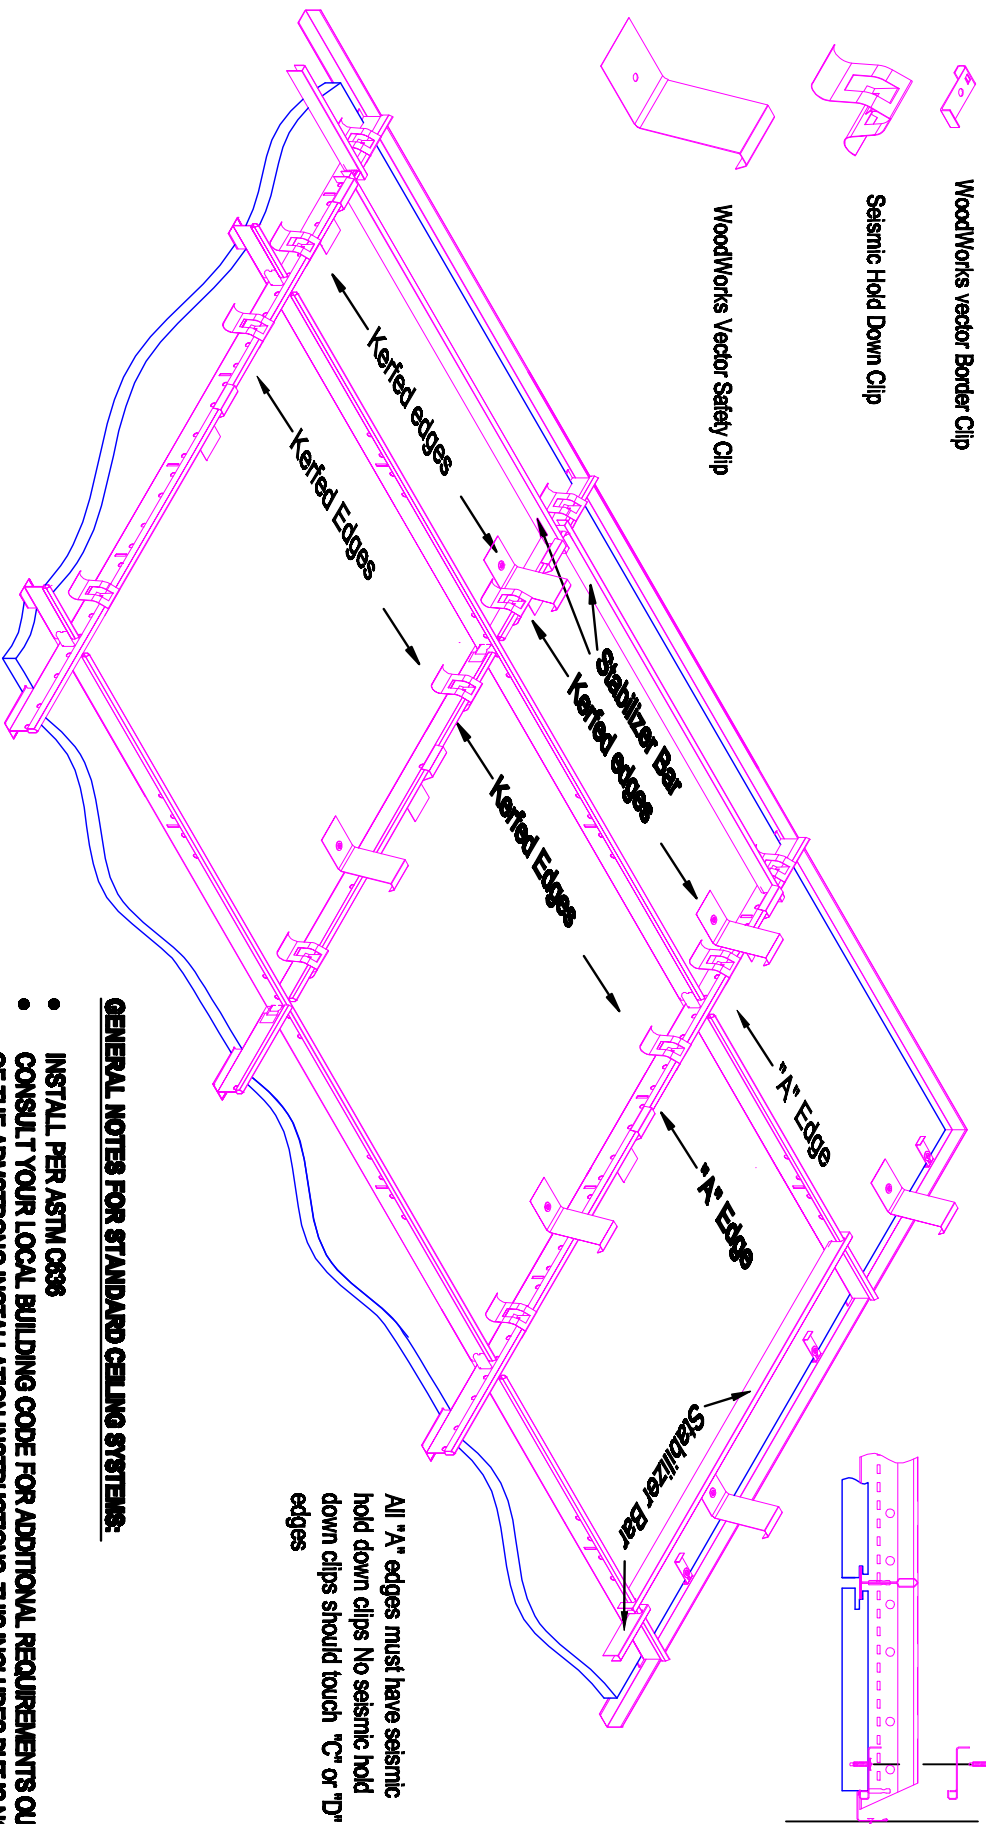 WoodWorks vector Border Clip
Seismic Hold Down Clip
WoodWorks Vector Safety Clip
Kerfed edges
Kerfed Edges
Stabilizer Bar
Kerfed edges
Kerfed Edges
"A" Edge
"A" Edge
Stabilizer Bar
All "A" edges must have seismic
hold down clips No seismic hold
down clips should touch "C" or "D"
edges
GENERAL NOTES FOR STANDARD CEILING SYSTEMS:
• INSTALL PER ASTM C636
• CONSULT YOUR LOCAL BUILDING CODE FOR ADDITIONAL REQUIREMENTS